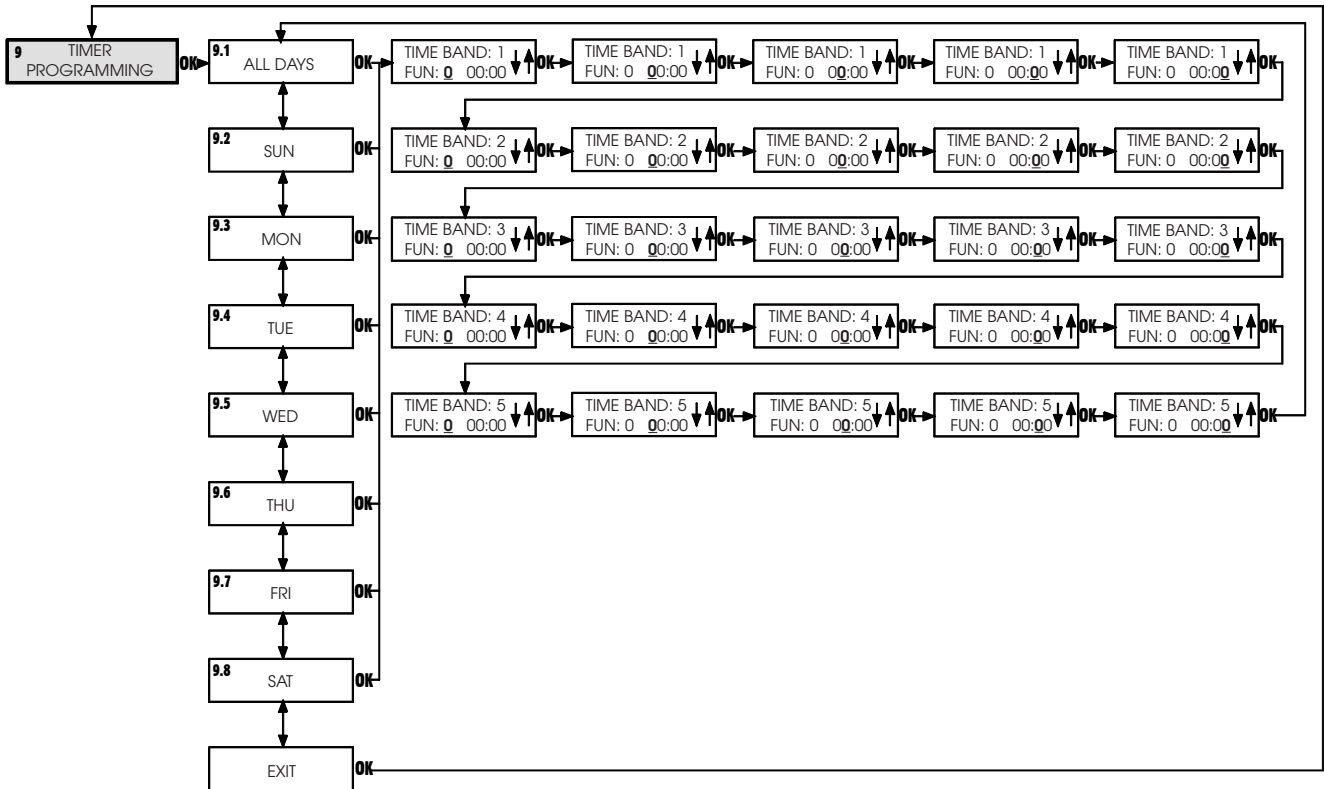 9 TIMER
PROGRAMMING OK
9.1
ALL DAYS OK
TIME BAND: 1
FUN: 0 00:00 OK
TIME BAND: 1
FUN: 0 00:00 OK
TIME BAND: 1
FUN: 0 00:00 OK
TIME BAND: 1
FUN: 0 00:00 OK
TIME BAND: 1
FUN: 0 00:00 OK
9.2
SUN OK
TIME BAND: 2
FUN: 0 00:00 OK
TIME BAND: 2
FUN: 0 00:00 OK
TIME BAND: 2
FUN: 0 00:00 OK
TIME BAND: 2
FUN: 0 00:00 OK
TIME BAND: 2
FUN: 0 00:00 OK
9.3
MON OK
TIME BAND: 3
FUN: 0 00:00 OK
TIME BAND: 3
FUN: 0 00:00 OK
TIME BAND: 3
FUN: 0 00:00 OK
TIME BAND: 3
FUN: 0 00:00 OK
TIME BAND: 3
FUN: 0 00:00 OK
9.4
TUE OK
TIME BAND: 4
FUN: 0 00:00 OK
TIME BAND: 4
FUN: 0 00:00 OK
TIME BAND: 4
FUN: 0 00:00 OK
TIME BAND: 4
FUN: 0 00:00 OK
TIME BAND: 4
FUN: 0 00:00 OK
9.5
WED OK
TIME BAND: 5
FUN: 0 00:00 OK
TIME BAND: 5
FUN: 0 00:00 OK
TIME BAND: 5
FUN: 0 00:00 OK
TIME BAND: 5
FUN: 0 00:00 OK
TIME BAND: 5
FUN: 0 00:00 OK
9.6
THU OK
9.7
FRI OK
9.8
SAT OK
EXIT OK